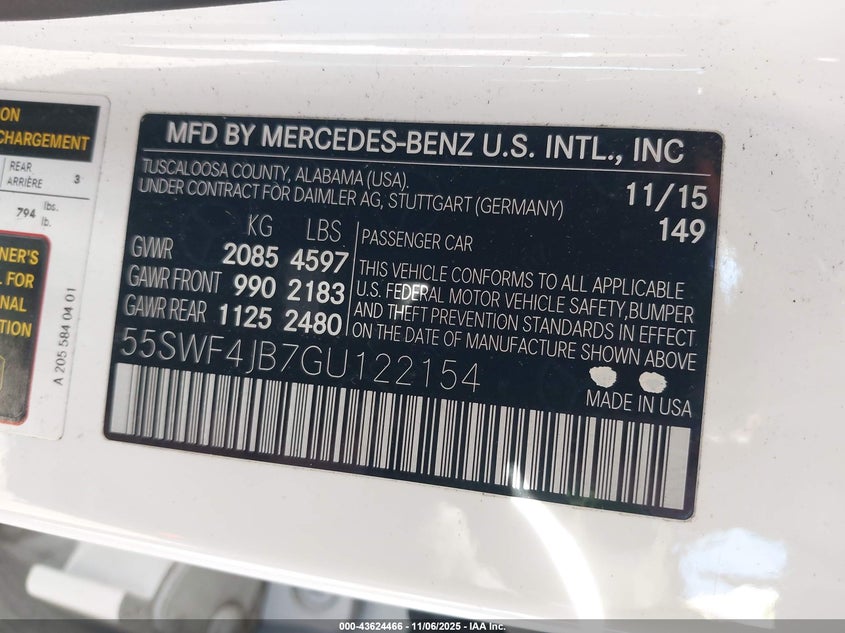 ON
CHARGEMENT
REAR
ARRIÈRE 3
794 lbs.
lb.
NER'S
L FOR
NAL
TION
A 205 584 04 01
MFD BY MERCEDES-BENZ U.S. INTL., INC
TUSCALOOSA COUNTY, ALABAMA (USA).
UNDER CONTRACT FOR DAIMLER AG, STUTTGART (GERMANY)
11/15
149
KG LBS
GVWR 2085 4597
GAWR FRONT 990 2183
GAWR REAR 1125 2480
PASSENGER CAR
THIS VEHICLE CONFORMS TO ALL APPLICABLE
U.S. FEDERAL MOTOR VEHICLE SAFETY,BUMPER
AND THEFT PREVENTION STANDARDS IN EFFECT
ON THE DATE OF MANUFACTURE SHOWN ABOVE
55SWF4JB7GU122154
MADE IN USA
000-43624466 - 11/06/2025 - IAA Inc.